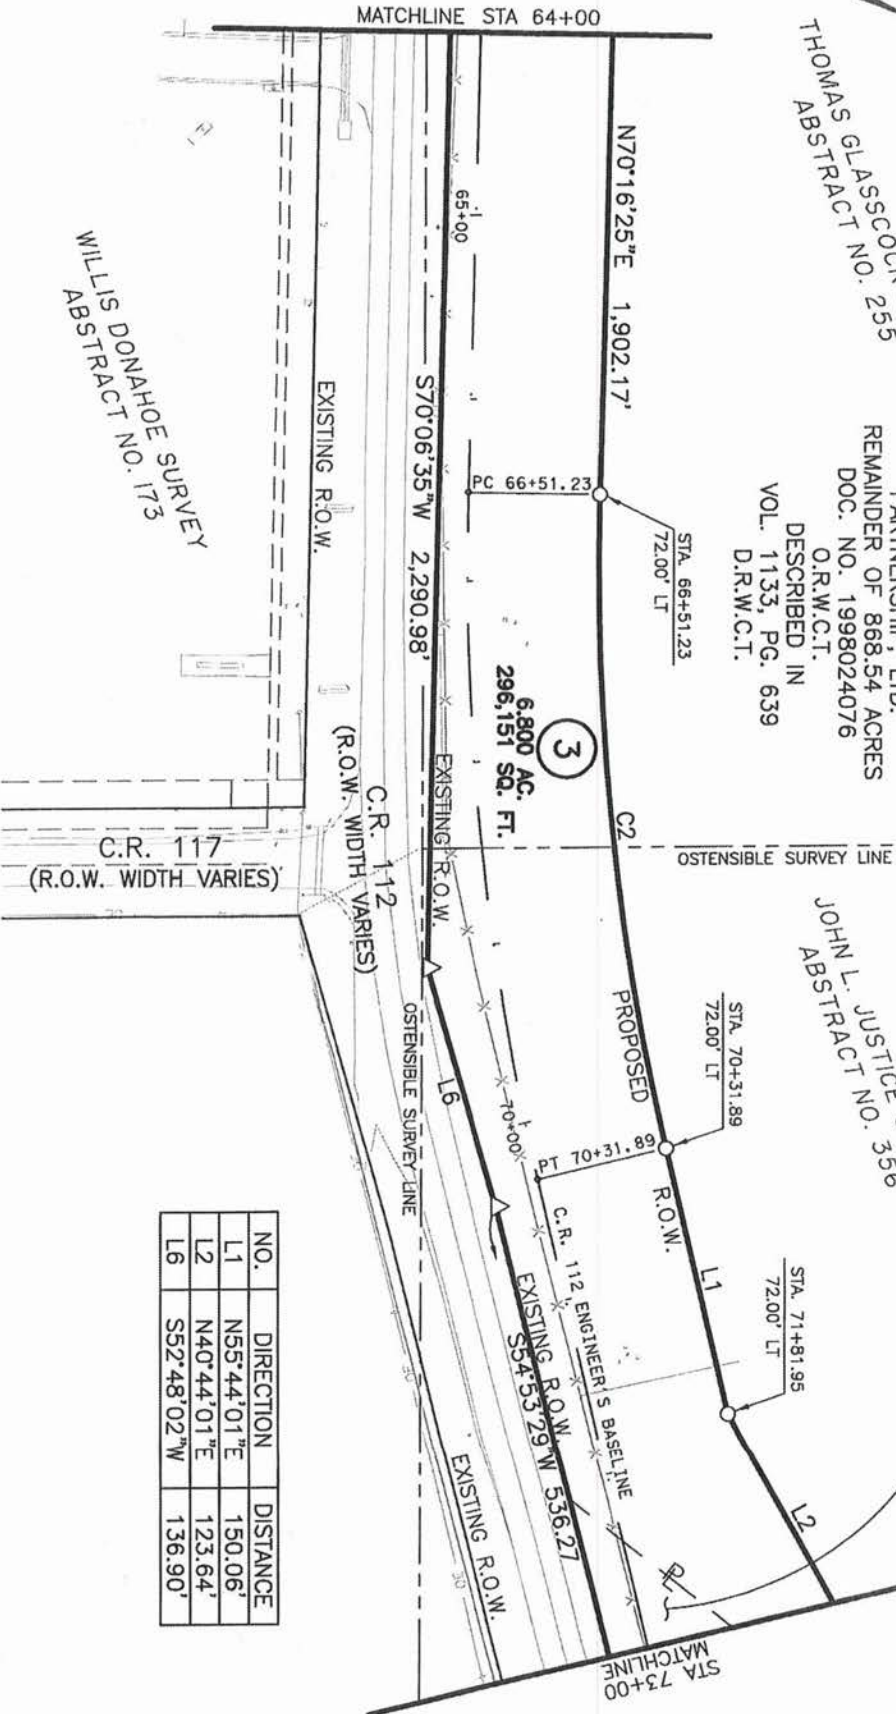 MATCHLINE STA 64+00
THOMAS GLASSCOCK
ABSTRACT NO. 255
PARTNERSHIP, LTD.
REMAINDER OF 868.54 ACRES
DOC. NO. 1998024076
O.R.W.C.T.
DESCRIBED IN
VOL. 1133, PG. 639
D.R.W.C.T.
JOHN L. JUSTICE
ABSTRACT NO. 356
OSTENSIBLE SURVEY LINE
STA. 66+51.23
72.00' LT
STA. 70+31.89
72.00' LT
STA. 71+81.95
72.00' LT
N70°16'25"E 1,902.17'
C2
PROPOSED
R.O.W.
L1
L2
PC 66+51.23
PT 70+31.89
3
6.800 AC.
296,151 SQ. FT.
65+00
70+00
C.R. 112 ENGINEER'S BASELINE
S70°06'35"W 2,290.98'
EXISTING R.O.W.
L6
EXISTING R.O.W.
S54°53'29"W 536.27
C.R. 112
(R.O.W. WIDTH VARIES)
OSTENSIBLE SURVEY LINE
EXISTING R.O.W.
EXISTING R.O.W.
30
30
30
30
C.R. 117
(R.O.W. WIDTH VARIES)
WILLIS DONAHOE SURVEY
ABSTRACT NO. 173
STA 73+00
MATCHLINE
NO. DIRECTION DISTANCE
L1 N55°44'01"E 150.06'
L2 N40°44'01"E 123.64'
L6 S52°48'02"W 136.90'